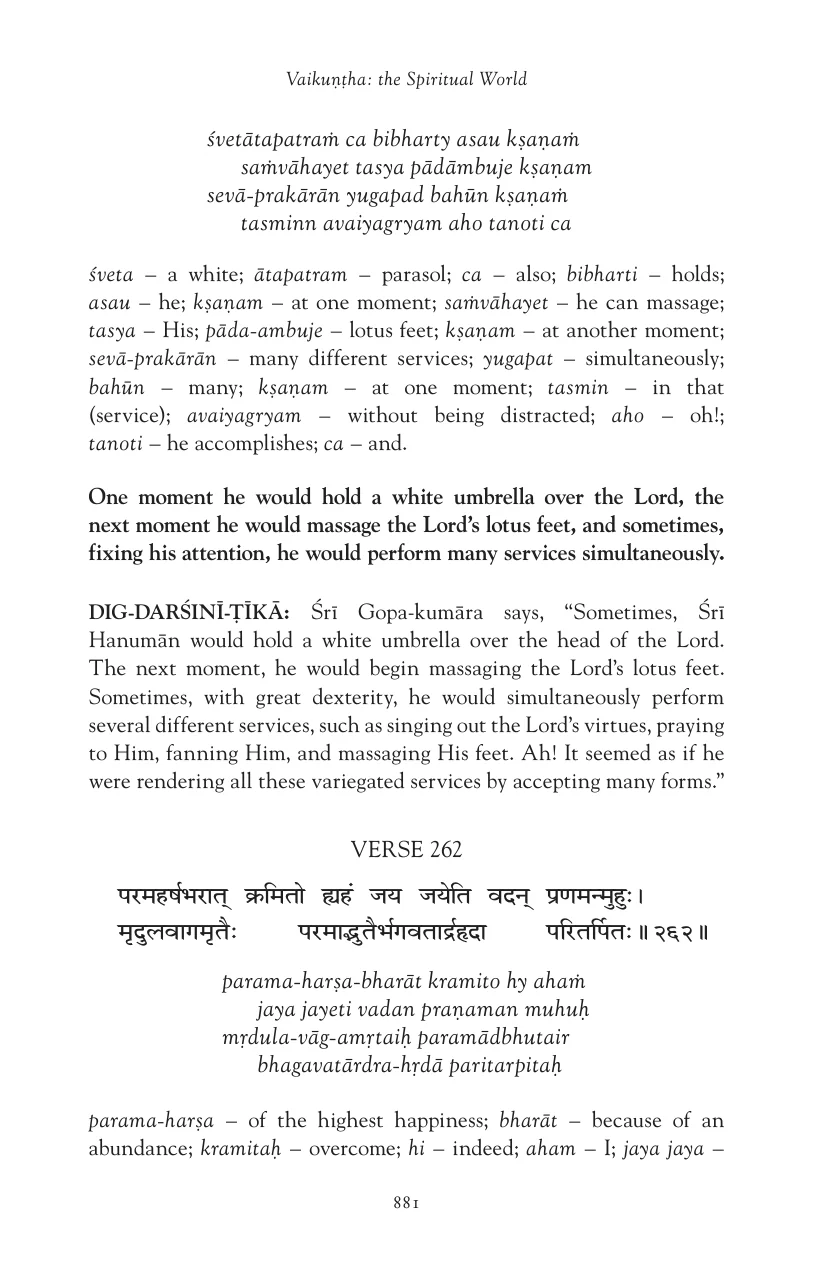 Vaikuṇṭha: the Spiritual World
śvetātapatraṁ ca bibharty asau kṣaṇaṁ
saṁvāhayet tasya pādāmbuje kṣaṇam
sevā-prakārān yugapad bahūn kṣaṇaṁ
tasminn avaiyagryam aho tanoti ca
śveta – a white; ātapatram – parasol; ca – also; bibharti – holds;
asau – he; kṣaṇam – at one moment; saṁvāhayet – he can massage;
tasya – His; pāda-ambuje – lotus feet; kṣaṇam – at another moment;
sevā-prakārān – many different services; yugapat – simultaneously;
bahūn – many; kṣaṇam – at one moment; tasmin – in that
(service); avaiyagryam – without being distracted; aho – oh!;
tanoti – he accomplishes; ca – and.
One moment he would hold a white umbrella over the Lord, the
next moment he would massage the Lord’s lotus feet, and sometimes,
fixing his attention, he would perform many services simultaneously.
DIG-DARŚINĪ-ṬĪKĀ: Śrī Gopa-kumāra says, “Sometimes, Śrī
Hanumān would hold a white umbrella over the head of the Lord.
The next moment, he would begin massaging the Lord’s lotus feet.
Sometimes, with great dexterity, he would simultaneously perform
several different services, such as singing out the Lord’s virtues, praying
to Him, fanning Him, and massaging His feet. Ah! It seemed as if he
were rendering all these variegated services by accepting many forms.”
VERSE 262
परमहर्षभरात् क्रमितो ह्यहं जय जयेति वदन् प्रणमन्मुहुः।
मृदुलवागमृतैः परमाद्भुतैर्भगवतार्द्रहृदा परितर्पितः॥२६२॥
parama-harṣa-bharāt kramito hy ahaṁ
jaya jayeti vadan praṇaman muhuḥ
mṛdula-vāg-amṛtaiḥ paramādbhutair
bhagavatārdra-hṛdā paritarpitaḥ
parama-harṣa – of the highest happiness; bharāt – because of an
abundance; kramitaḥ – overcome; hi – indeed; aham – I; jaya jaya –
881